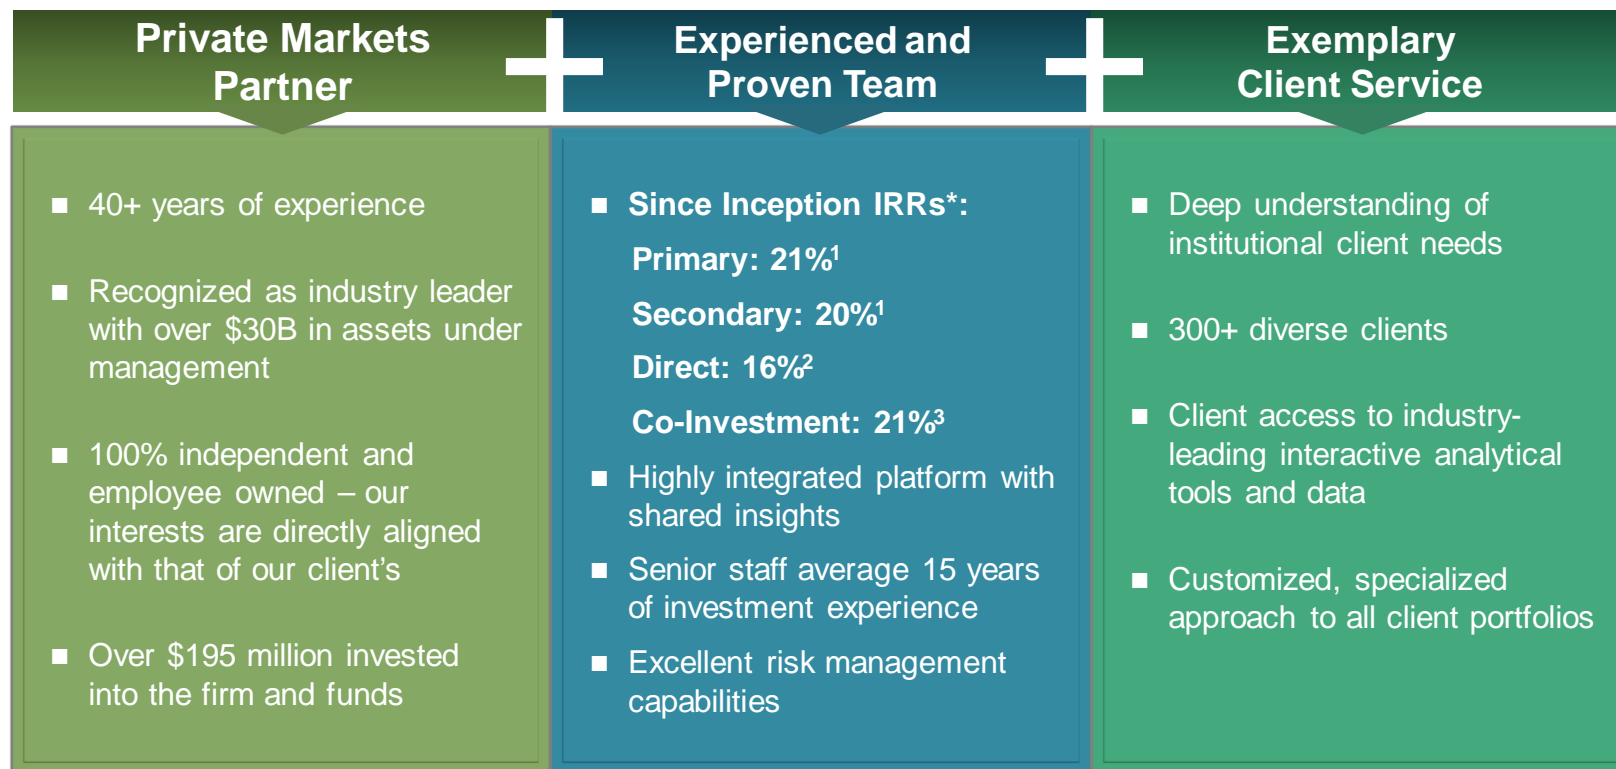 Private Markets
Partner
Experienced and
Proven Team
Exemplary
Client Service
■ 40+ years of experience
■ Recognized as industry leader
with over $30B in assets under
management
■ 100% independent and
employee owned – our
interests are directly aligned
with that of our client’s
■ Over $195 million invested
into the firm and funds
■ Since Inception IRRs*:
Primary: 21%¹
Secondary: 20%¹
Direct: 16%²
Co-Investment: 21%³
■ Highly integrated platform with
shared insights
■ Senior staff average 15 years
of investment experience
■ Excellent risk management
capabilities
■ Deep understanding of
institutional client needs
■ 300+ diverse clients
■ Client access to industry-
leading interactive analytical
tools and data
■ Customized, specialized
approach to all client portfolios